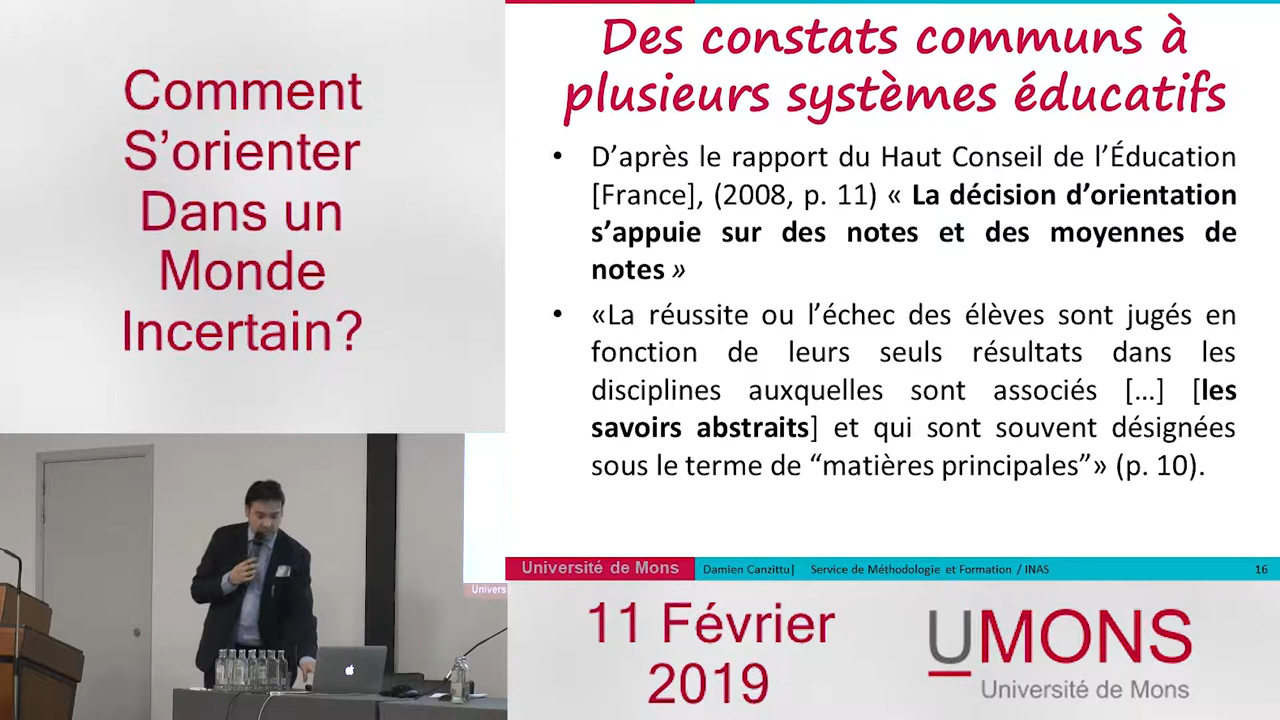 Comment
S’orienter
Dans un
Monde
Incertain?
Des constats communs à
plusieurs systèmes éducatifs
• D’après le rapport du Haut Conseil de l’Éducation
[France], (2008, p. 11) « La décision d’orientation
s’appuie sur des notes et des moyennes de
notes »
• «La réussite ou l’échec des élèves sont jugés en
fonction de leurs seuls résultats dans les
disciplines auxquelles sont associés [...] [les
savoirs abstraits] et qui sont souvent désignées
sous le terme de “matières principales”» (p. 10).
Université de Mons Damien Canzittu| Service de Méthodologie et Formation / INAS 16
Univers
11 Février
2019
UMONS
Université de Mons